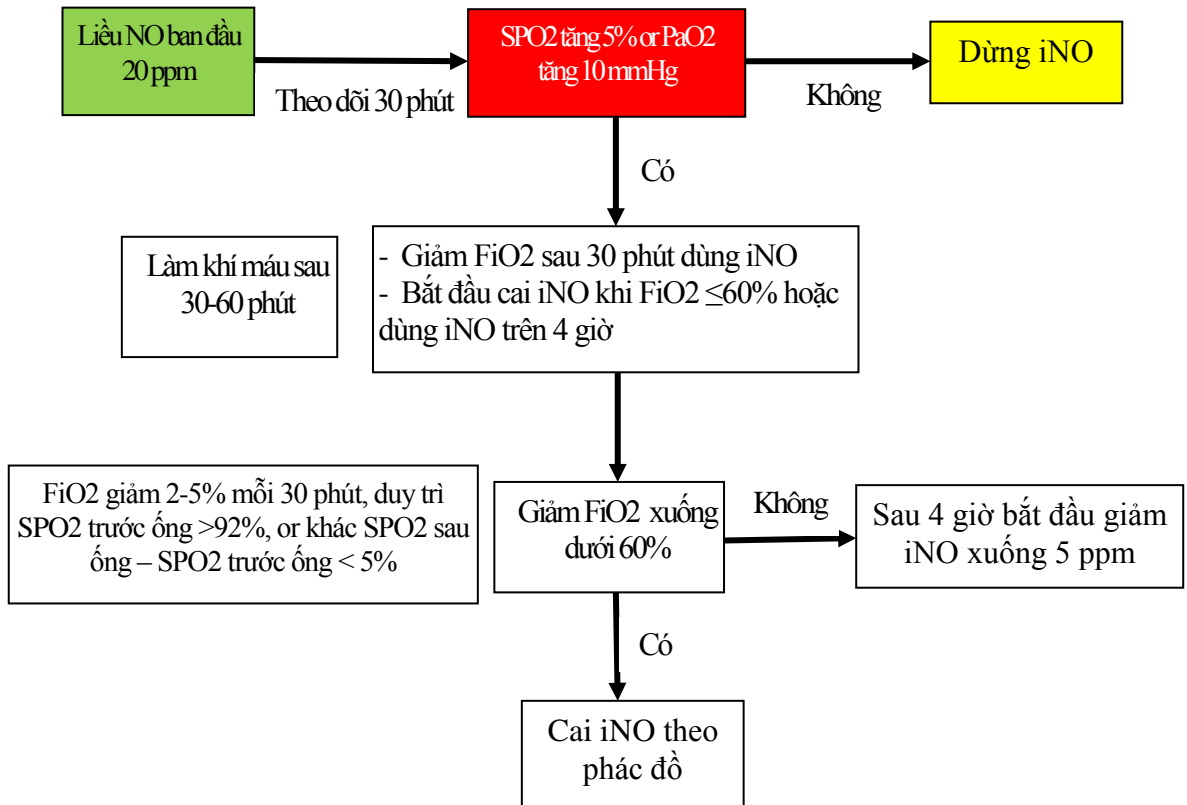 Liều NO ban đầu
20 ppm
Theo dõi 30 phút
SPO2 tăng 5% or PaO2
tăng 10 mmHg
Không
Dừng iNO
Có
Làm khí máu sau
30-60 phút
- Giảm FiO2 sau 30 phút dùng iNO
- Bắt đầu cai iNO khi FiO2 ≤60% hoặc
dùng iNO trên 4 giờ
FiO2 giảm 2-5% mỗi 30 phút, duy trì
SPO2 trước ống >92%, or khác SPO2 sau
ống – SPO2 trước ống < 5%
Giảm FiO2 xuống
dưới 60%
Không
Sau 4 giờ bắt đầu giảm
iNO xuống 5 ppm
Có
Cai iNO theo
phác đồ